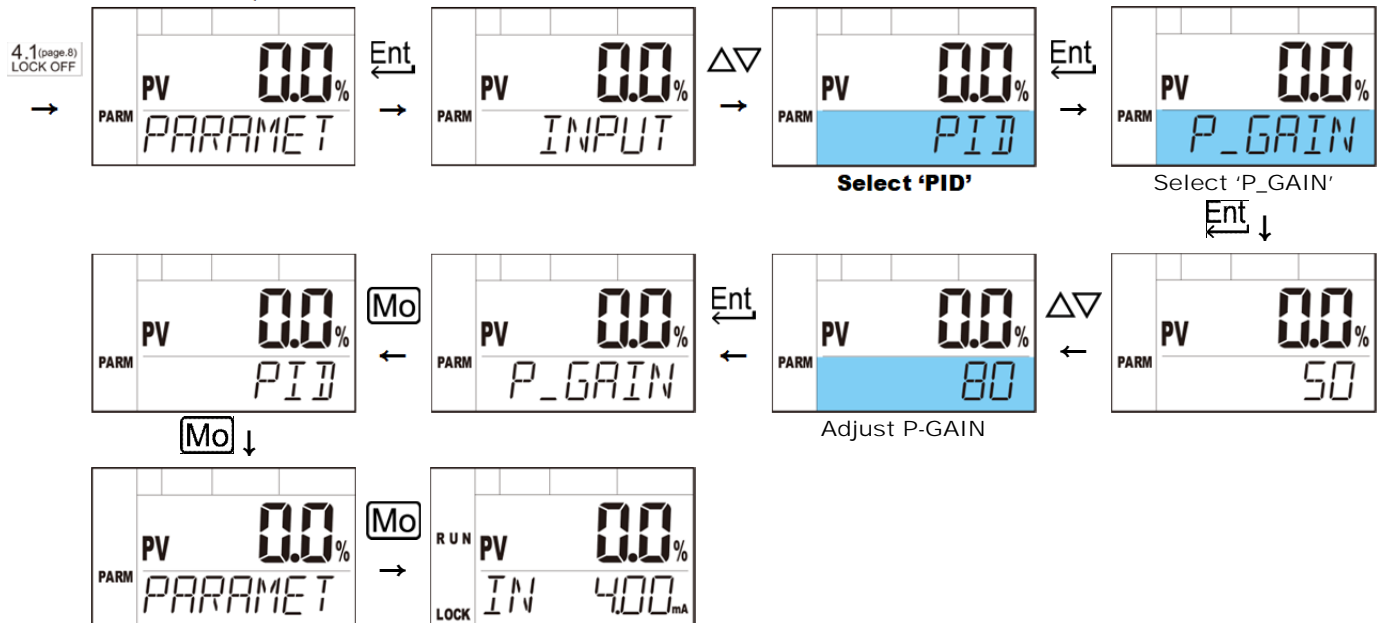 4.1(page.8)
LOCK OFF
→
PV 0.0%
PARM
PARAMET
Ent
→
PV 0.0%
PARM
INPUT
△▽
→
PV 0.0%
PARM
PID
Select ‘PID’
Ent
→
PV 0.0%
PARM
P_GAIN
Select ‘P_GAIN’
Ent ↓
PV 0.0%
PARM
50
△▽
←
PV 0.0%
PARM
80
Adjust P-GAIN
Ent
←
PV 0.0%
PARM
P_GAIN
Mo
←
PV 0.0%
PARM
PID
Mo ↓
PV 0.0%
PARM
PARAMET
Mo
→
RUN PV 0.0%
LOCK IN 4.00mA